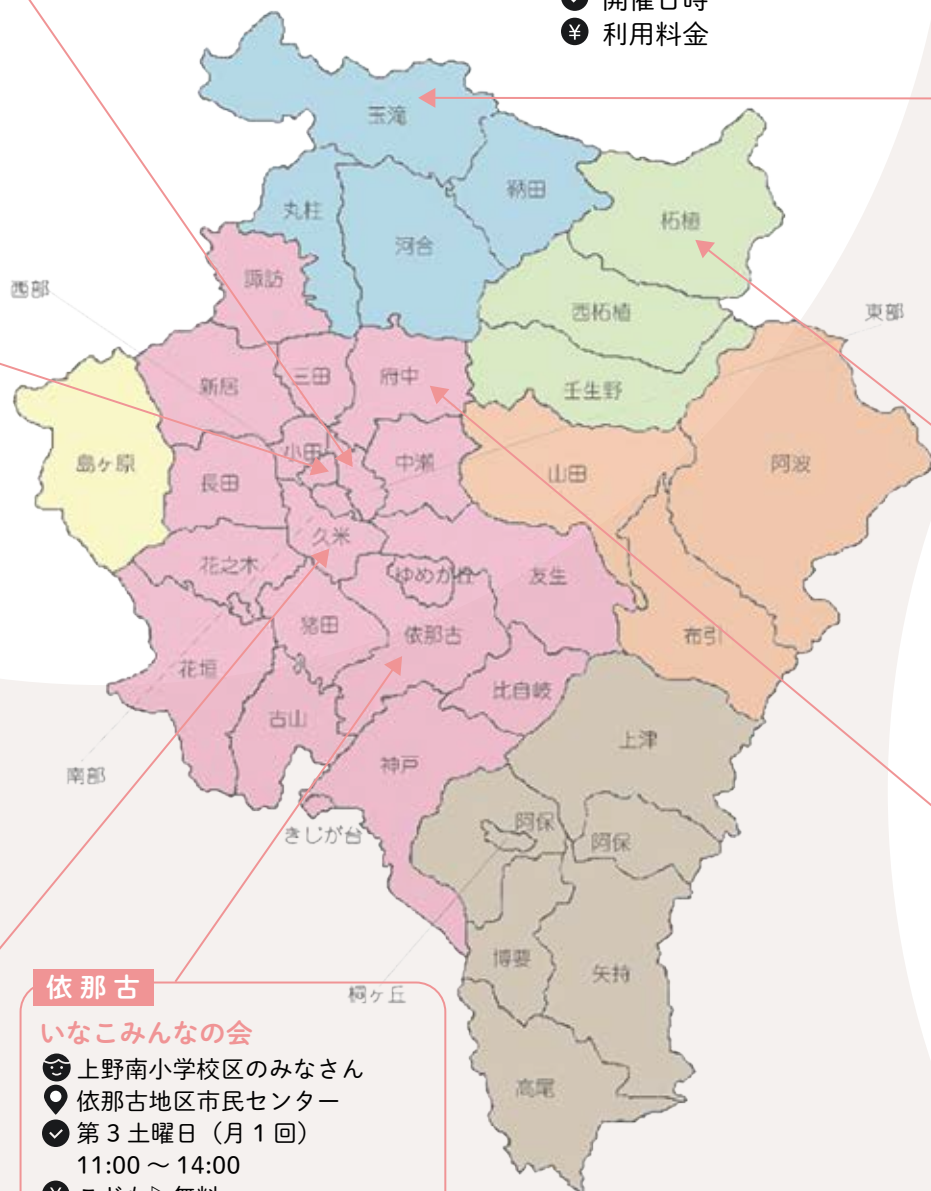 開催日時
利用料金
玉滝
鞆田
丸柱
柘植
河合
諏訪
西部
西柘植
東部
新居
三田
府中
壬生野
小田
島ヶ原
中瀬
阿波
長田
山田
久米
花之木
ゆめが丘
友生
猪田
依那古
布引
花垣
比自岐
古山
上津
神戸
南部
阿保
きじが台
阿保
博要
矢持
桐ヶ丘
高尾
依那古
いなこみんなの会
上野南小学校区のみなさん
依那古地区市民センター
第3土曜日（月1回）
11:00～14:00